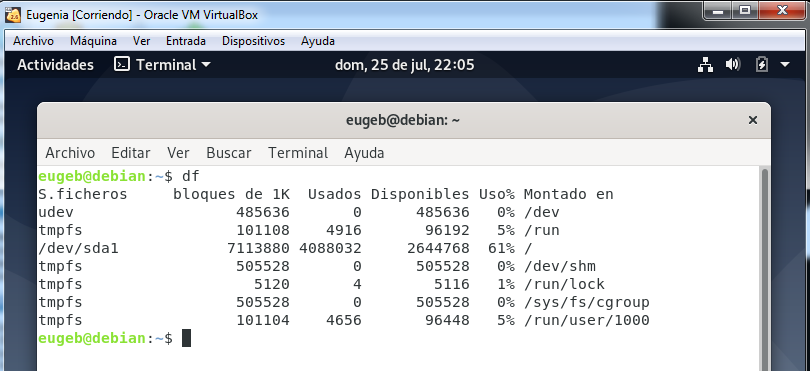 Eugenia [Corriendo] - Oracle VM VirtualBox
Archivo Máquina Ver Entrada Dispositivos Ayuda
Actividades Terminal dom, 25 de jul, 22:05
eugeb@debian: ~
Archivo Editar Ver Buscar Terminal Ayuda
eugeb@debian:~$ df
S.ficheros bloques de 1K Usados Disponibles Uso% Montado en
udev 485636 0 485636 0% /dev
tmpfs 101108 4916 96192 5% /run
/dev/sda1 7113880 4088032 2644768 61% /
tmpfs 505528 0 505528 0% /dev/shm
tmpfs 5120 4 5116 1% /run/lock
tmpfs 505528 0 505528 0% /sys/fs/cgroup
tmpfs 101104 4656 96448 5% /run/user/1000
eugeb@debian:~$